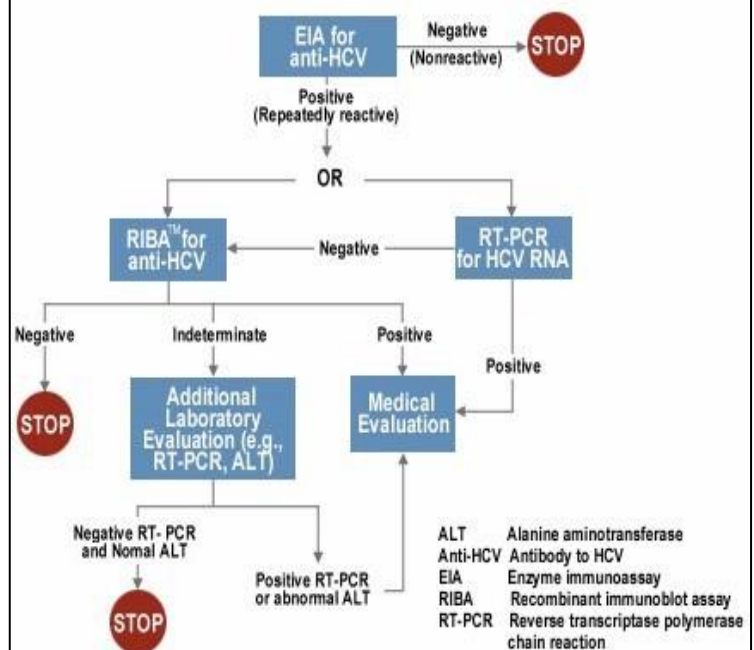 EIA for
anti-HCV
Negative
(Nonreactive)
STOP
Positive
(Repeatedly reactive)
OR
RIBA™ for
anti-HCV
Negative
RT-PCR
for HCV RNA
Negative
Indeterminate
Positive
Positive
STOP
Additional
Laboratory
Evaluation (e.g.,
RT-PCR, ALT)
Medical
Evaluation
Negative RT- PCR
and Nomal ALT
Positive RT-PCR
or abnormal ALT
STOP
ALT Alanine aminotransferase
Anti-HCV Antibody to HCV
EIA Enzyme immunoassay
RIBA Recombinant immunoblot assay
RT-PCR Reverse transcriptase polymerase
chain reaction